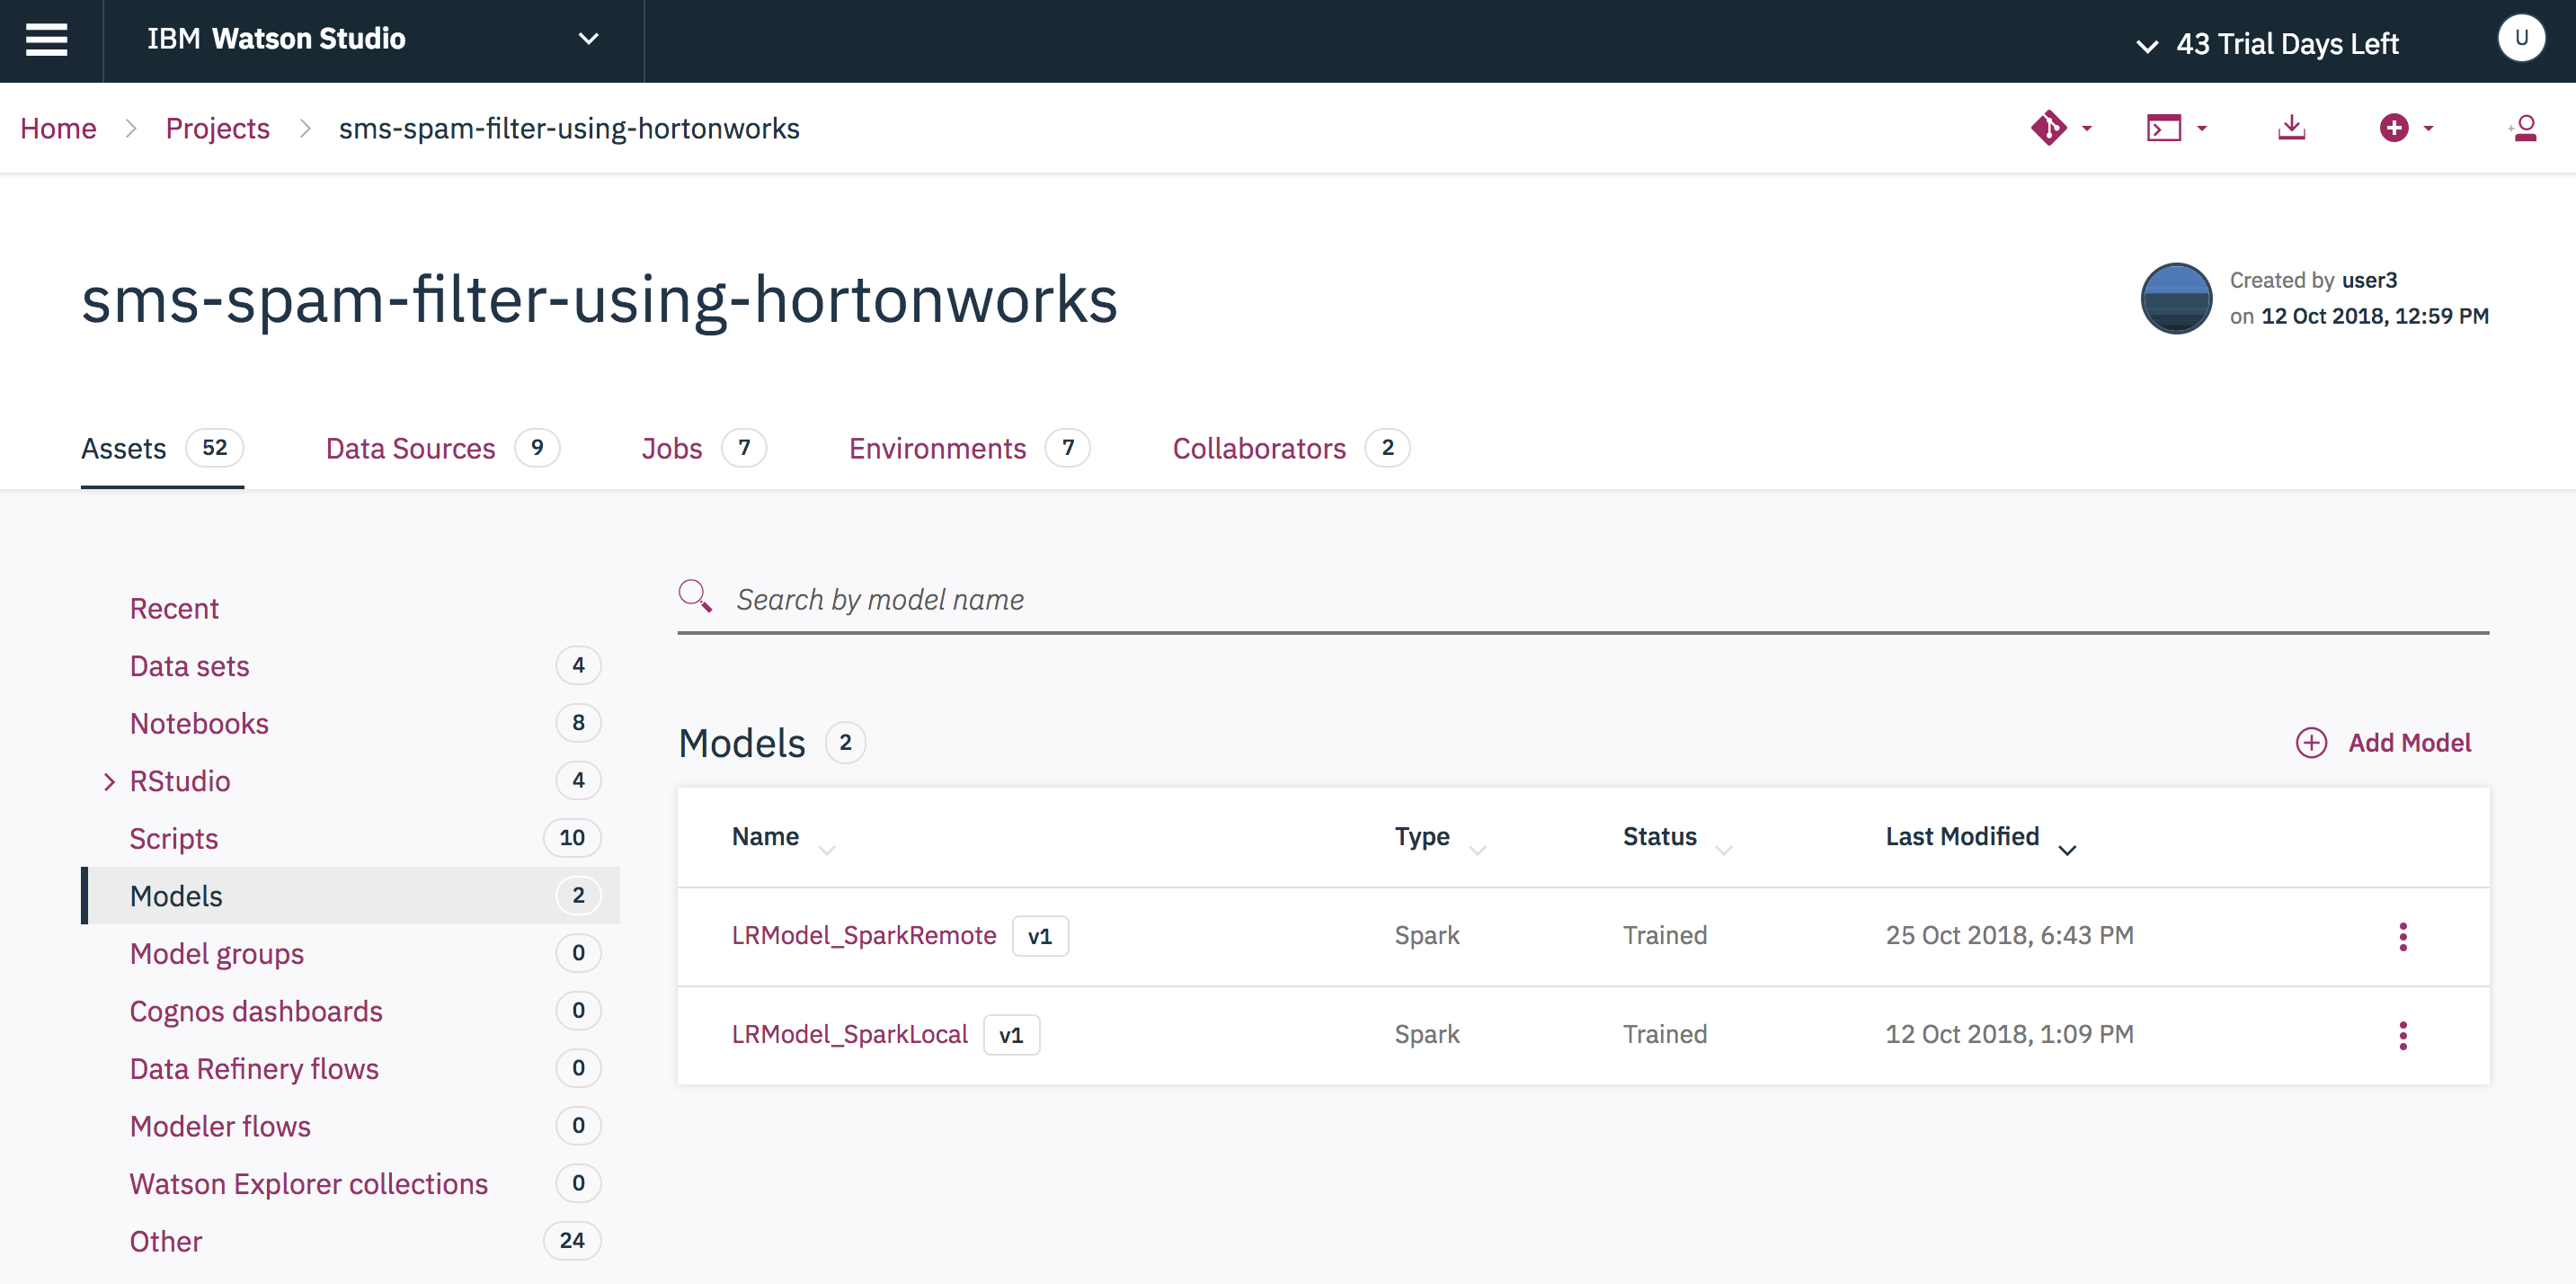 IBM Watson Studio
43 Trial Days Left
U
Home > Projects > sms-spam-filter-using-hortonworks
sms-spam-filter-using-hortonworks
Created by user3
on 12 Oct 2018, 12:59 PM
Assets 52 Data Sources 9 Jobs 7 Environments 7 Collaborators 2
Recent
Data sets 4
Notebooks 8
RStudio 4
Scripts 10
Models 2
Model groups 0
Cognos dashboards 0
Data Refinery flows 0
Modeler flows 0
Watson Explorer collections 0
Other 24
Search by model name
Models 2
Add Model
Name Type Status Last Modified
LRModel_SparkRemote v1 Spark Trained 25 Oct 2018, 6:43 PM
LRModel_SparkLocal v1 Spark Trained 12 Oct 2018, 1:09 PM